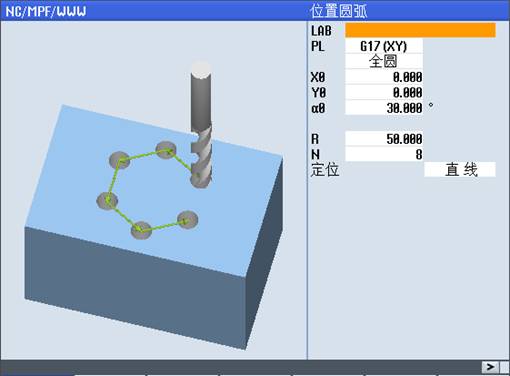 NC/MPF/WWW
位置圆弧
LAB
PL G17(XY)
全圆
X0 0.000
Y0 0.000
α0 30.000 °
R 50.000
N 8
定位 直线
>